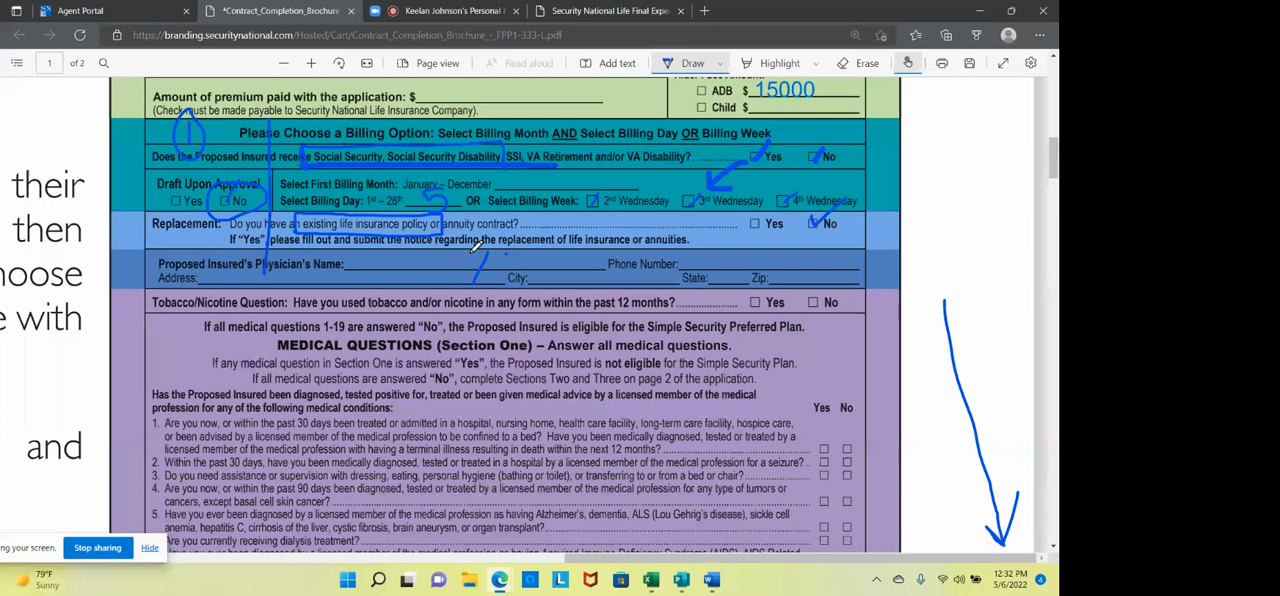 Agent Portal
*Contract_Completion_Brochure
Keelan Johnson's Personal
Security National Life Final Expe
https://branding.securitynational.com/Hosted/Cart/Contract_Completion_Brochure_-_FPP1-333-L.pdf
1 of 2
Page view
Read aloud
Add text
Draw
Highlight
Erase
Amount of premium paid with the application: $
(Check must be made payable to Security National Life Insurance Company)
ADB $ 15000
Child $
1
Please Choose a Billing Option: Select Billing Month AND Select Billing Day OR Billing Week
Does the Proposed Insured receive Social Security, Social Security Disability, SSI, VA Retirement and/or VA Disability? Yes No
Draft Upon Approval
Yes No
Select First Billing Month: January – December
Select Billing Day: 1st – 28th 5 OR Select Billing Week: 2nd Wednesday 3rd Wednesday 4th Wednesday
Replacement: Do you have an existing life insurance policy or annuity contract? Yes No
If "Yes", please fill out and submit the notice regarding the replacement of life insurance or annuities.
Proposed Insured's Physician's Name: Phone Number:
Address: City: State: Zip:
Tobacco/Nicotine Question: Have you used tobacco and/or nicotine in any form within the past 12 months? Yes No
If all medical questions 1-19 are answered "No", the Proposed Insured is eligible for the Simple Security Preferred Plan.
MEDICAL QUESTIONS (Section One) – Answer all medical questions.
If any medical question in Section One is answered "Yes", the Proposed Insured is not eligible for the Simple Security Plan.
If all medical questions are answered "No", complete Sections Two and Three on page 2 of the application.
Has the Proposed Insured been diagnosed, tested positive for, treated or been given medical advice by a licensed member of the medical
profession for any of the following medical conditions: Yes No
1. Are you now, or within the past 30 days been treated or admitted in a hospital, nursing home, health care facility, long-term care facility, hospice care,
or been advised by a licensed member of the medical profession to be confined to a bed? Have you been medically diagnosed, tested or treated by a
licensed member of the medical profession with having a terminal illness resulting in death within the next 12 months?
2. Within the past 30 days, have you been medically diagnosed, tested or treated in a hospital by a licensed member of the medical profession for a seizure?
3. Do you need assistance or supervision with dressing, eating, personal hygiene (bathing or toilet), or transferring to or from a bed or chair?
4. Are you now, or within the past 90 days been diagnosed, tested or treated by a licensed member of the medical profession for any type of tumors or
cancers, except basal cell skin cancer?
5. Have you ever been diagnosed by a licensed member of the medical profession as having Alzheimer's, dementia, ALS (Lou Gehrig's disease), sickle cell
anemia, hepatitis C, cirrhosis of the liver, cystic fibrosis, brain aneurysm, or organ transplant?
Are you currently receiving dialysis treatment?
their
then
hoose
e with
and
ng your screen.
Stop sharing
Hide
79°F
Sunny
12:32 PM
5/6/2022
4